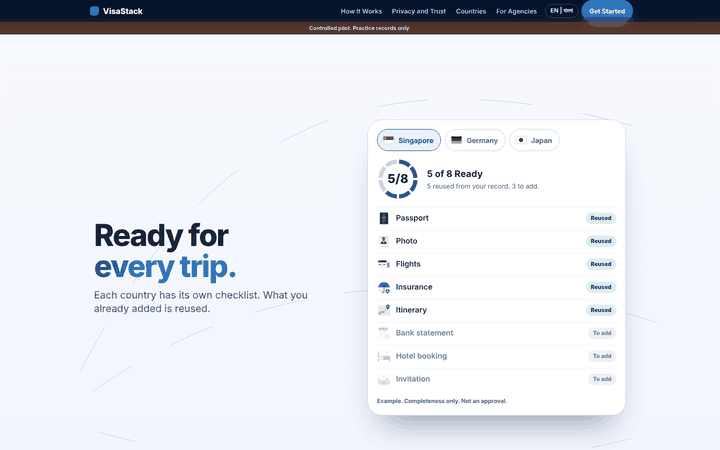 VisaStack
How It Works
Privacy and Trust
Countries
For Agencies
EN | বাংলা
Get Started
Controlled pilot. Practice records only.
Ready for
every trip.
Each country has its own checklist. What you
already added is reused.
Singapore
Germany
Japan
5/8
5 of 8 Ready
5 reused from your record. 3 to add.
Passport
Reused
Photo
Reused
Flights
Reused
Insurance
Reused
Itinerary
Reused
Bank statement
To add
Hotel booking
To add
Invitation
To add
Example. Completeness only. Not an approval.